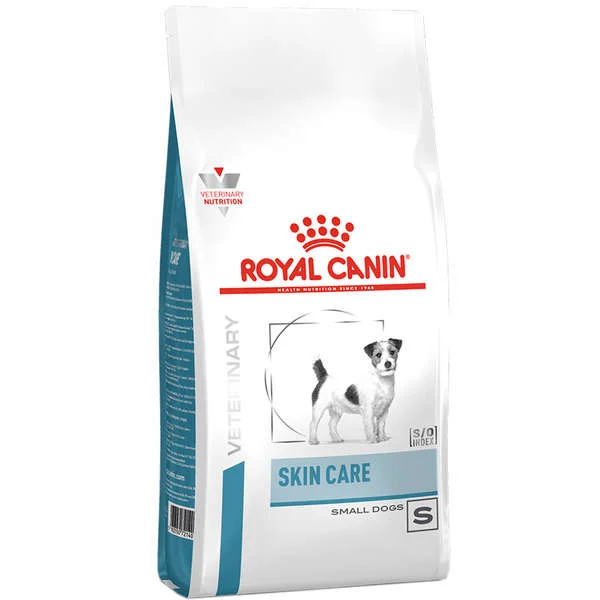 VETERINARY
NUTRITION
ROYAL CANIN®
HEALTH NUTRITION SINCE 1968
VETERINARY
S/O
INDEX
SKIN CARE
SMALL DOGS S